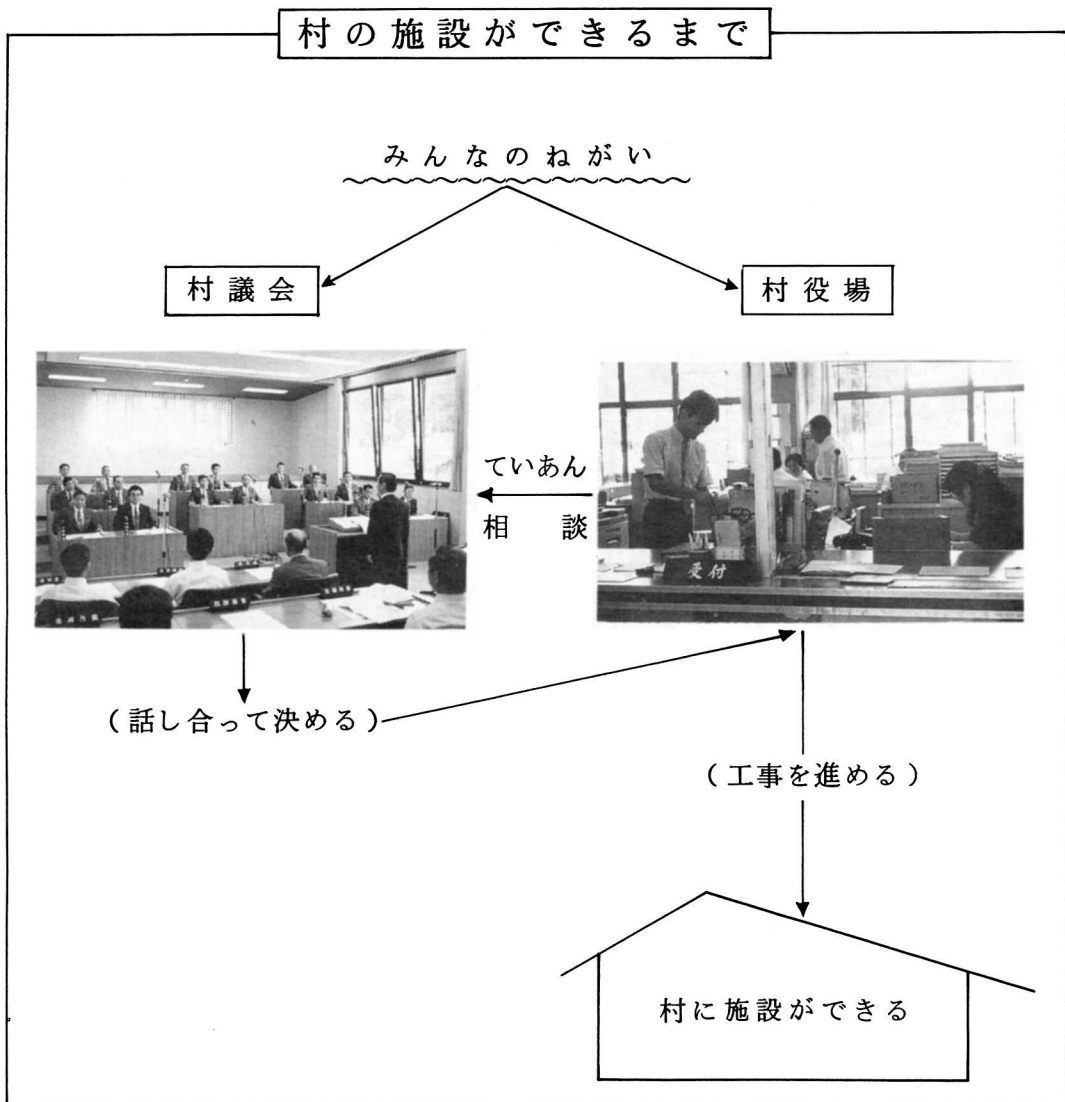 村の施設ができるまで
みんなのねがい
村議会
村役場
ていあん
相 談
受付
(話し合って決める)
(工事を進める)
村に施設ができる